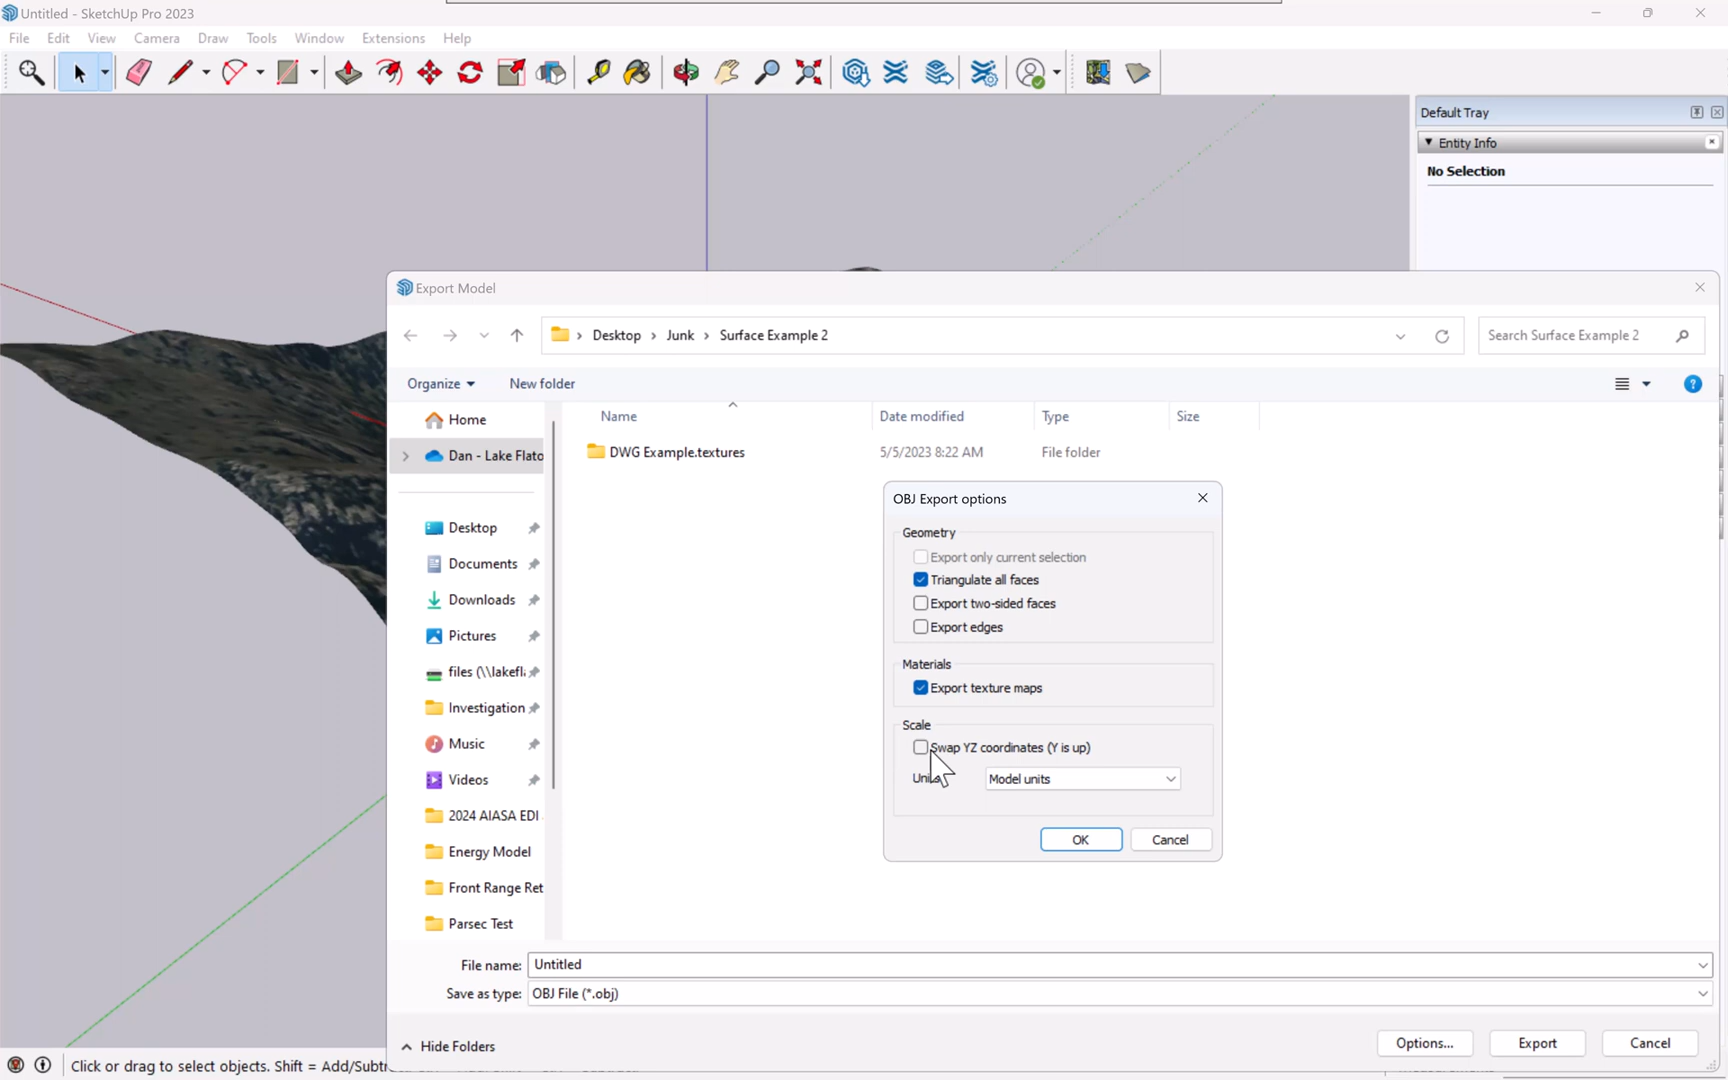 Untitled - SketchUp Pro 2023
File Edit View Camera Draw Tools Window Extensions Help
Default Tray
Entity Info
No Selection
Export Model
Desktop › Junk › Surface Example 2
Search Surface Example 2
Organize
New folder
Home
Dan - Lake Flato
Desktop
Documents
Downloads
Pictures
files (\\lakefl
Investigation
Music
Videos
2024 AIASA EDI
Energy Model
Front Range Ret
Parsec Test
Name Date modified Type Size
DWG Example.textures 5/5/2023 8:22 AM File folder
OBJ Export options
Geometry
Export only current selection
Triangulate all faces
Export two-sided faces
Export edges
Materials
Export texture maps
Scale
Swap YZ coordinates (Y is up)
Model units
OK Cancel
File name: Untitled
Save as type: OBJ File (*.obj)
Hide Folders
Options... Export Cancel
Click or drag to select objects. Shift = Add/Subtr